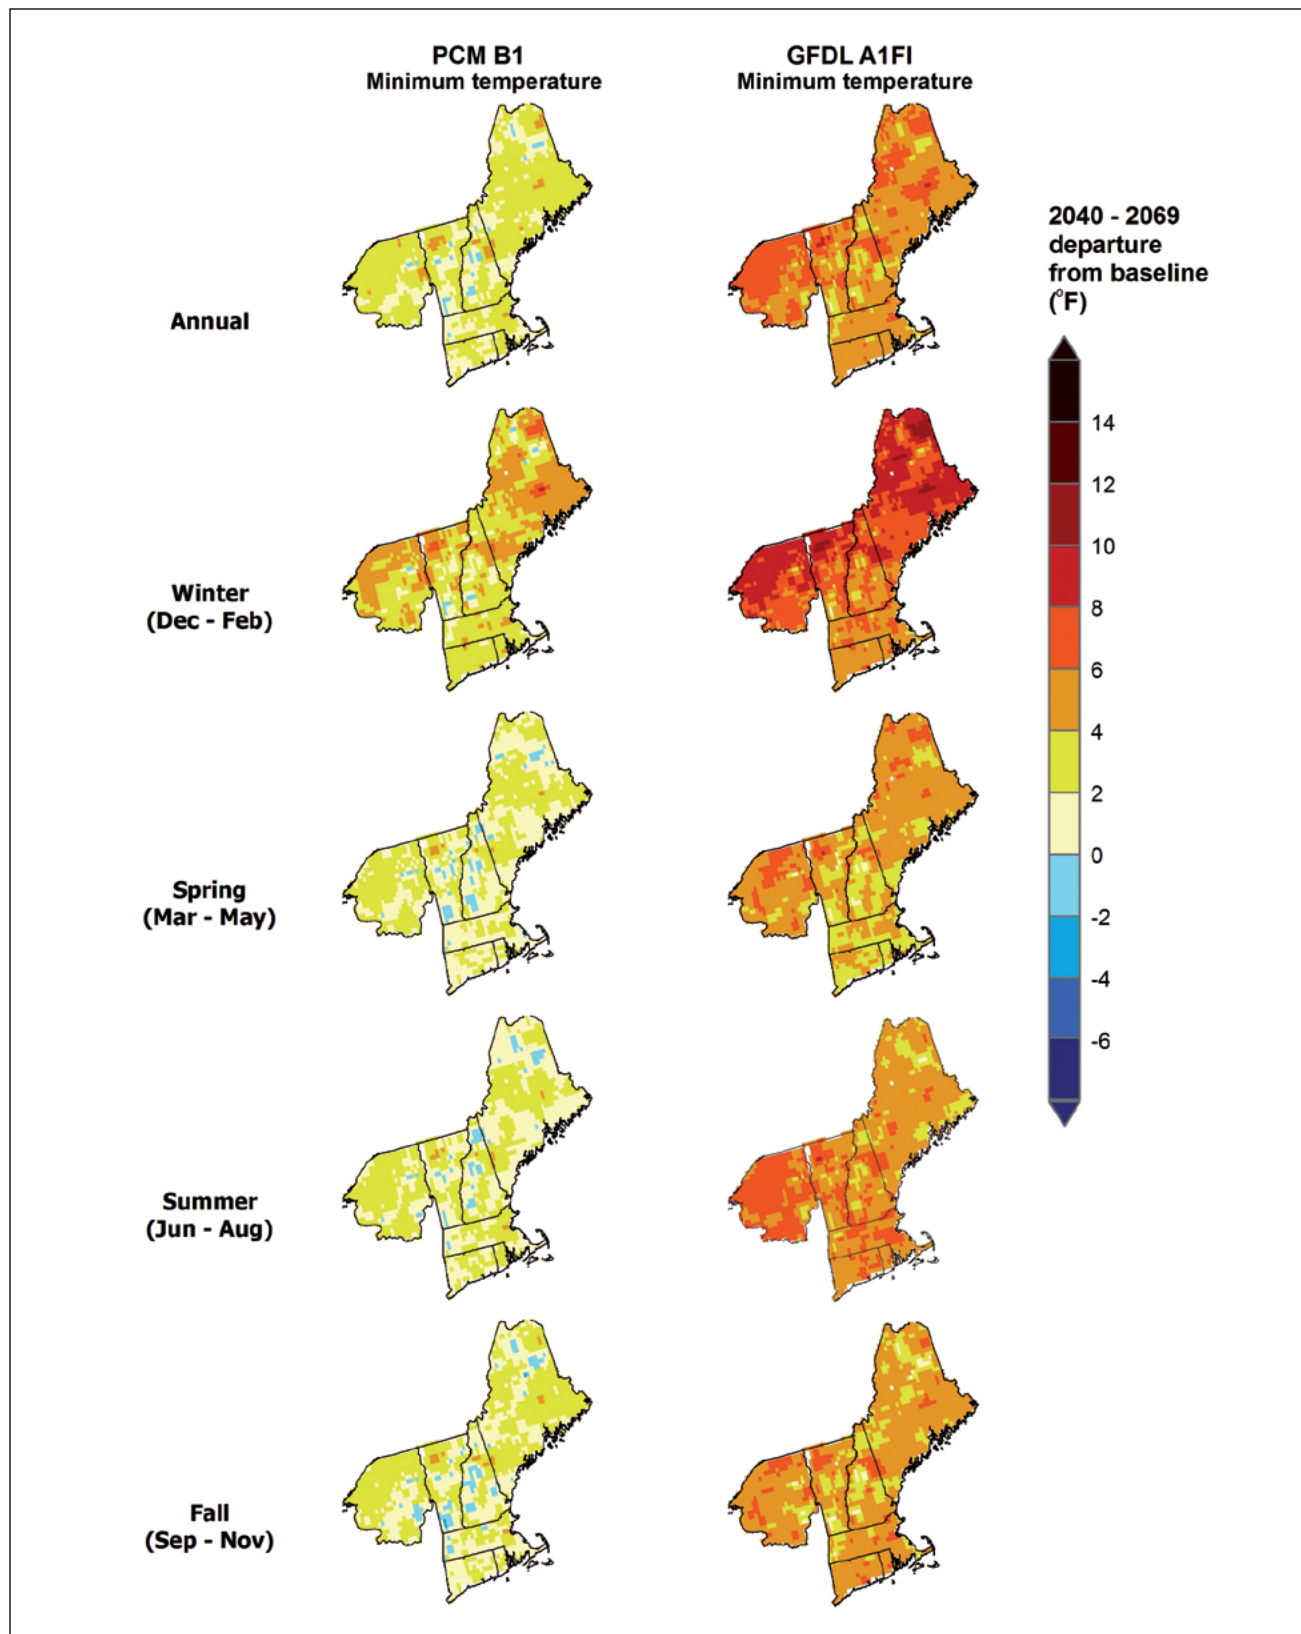 PCM B1
Minimum temperature
GFDL A1FI
Minimum temperature
2040 - 2069
departure
from baseline
(°F)
Annual
14
12
10
8
6
4
2
0
-2
-4
-6
Winter
(Dec - Feb)
Spring
(Mar - May)
Summer
(Jun - Aug)
Fall
(Sep - Nov)